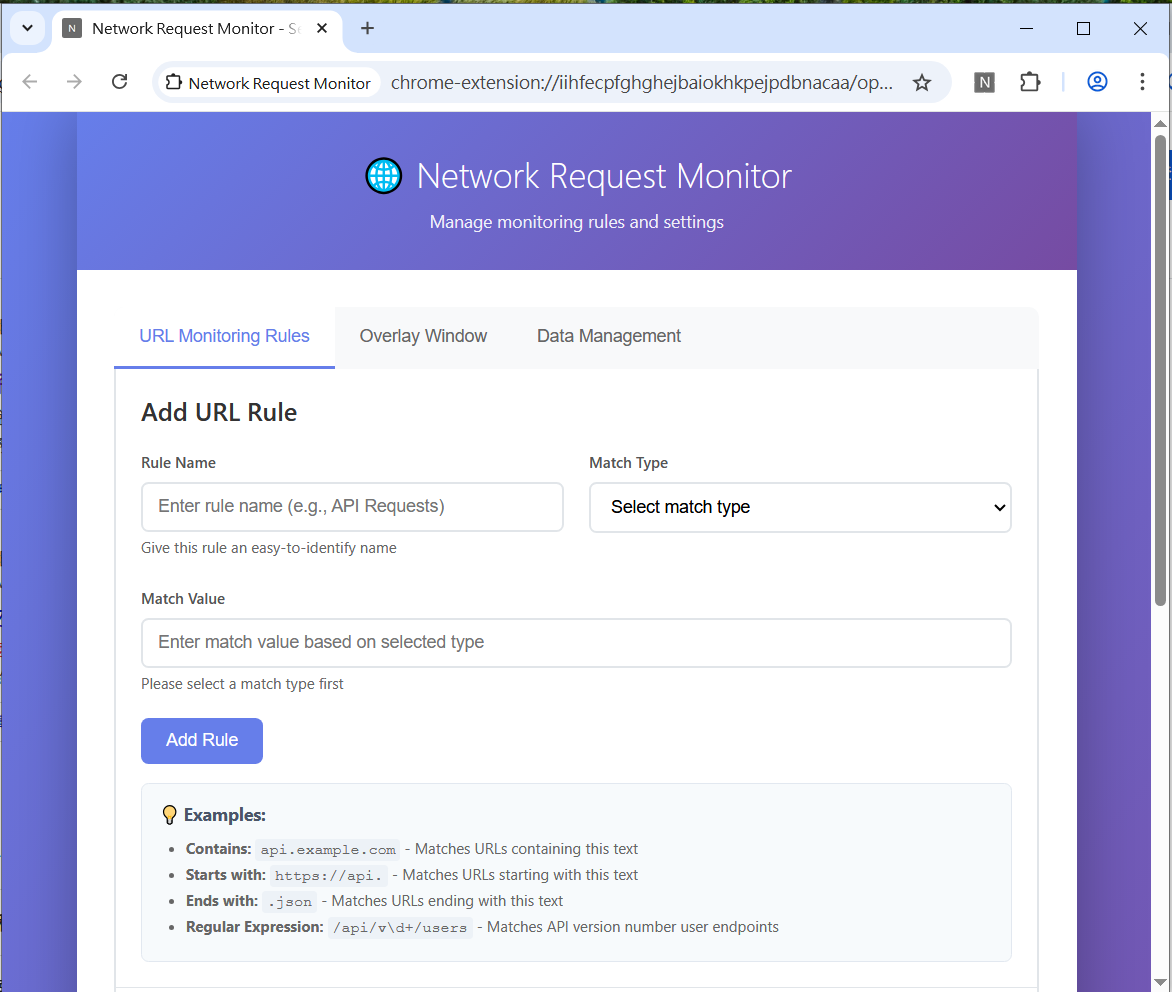 N Network Request Monitor - S
Network Request Monitor chrome-extension://iihfecpfghghejbaiokhkpejpdbnacaa/op... N
Network Request Monitor
Manage monitoring rules and settings
URL Monitoring Rules Overlay Window Data Management
Add URL Rule
Rule Name Match Type
Enter rule name (e.g., API Requests) Select match type
Give this rule an easy-to-identify name
Match Value
Enter match value based on selected type
Please select a match type first
Add Rule
Examples:
• Contains: api.example.com - Matches URLs containing this text
• Starts with: https://api. - Matches URLs starting with this text
• Ends with: .json - Matches URLs ending with this text
• Regular Expression: /api/v\d+/users - Matches API version number user endpoints